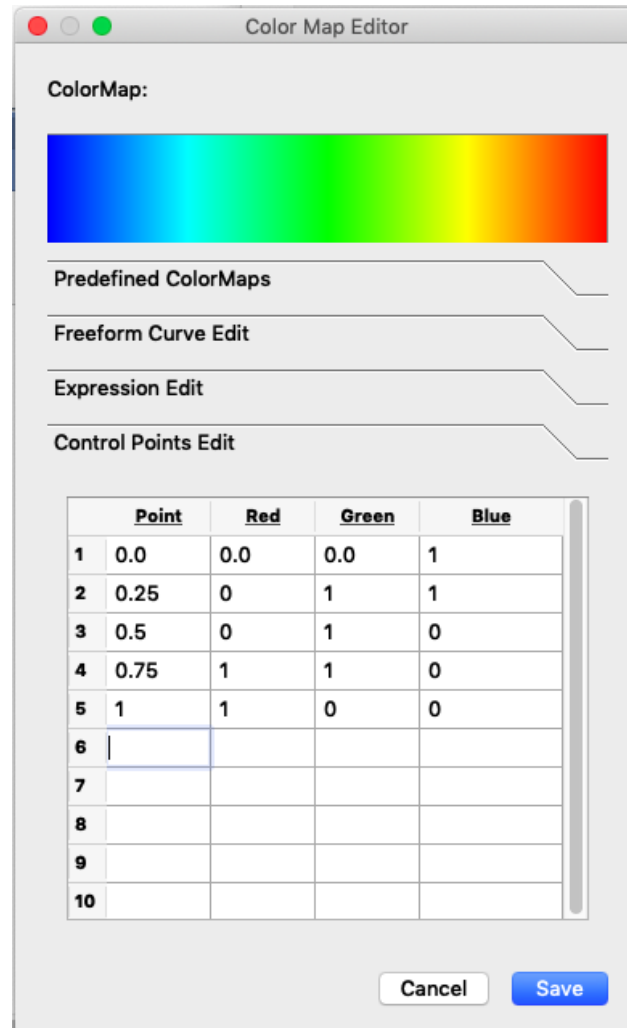 Color Map Editor
ColorMap:
Predefined ColorMaps
Freeform Curve Edit
Expression Edit
Control Points Edit
Point Red Green Blue
1 0.0 0.0 0.0 1
2 0.25 0 1 1
3 0.5 0 1 0
4 0.75 1 1 0
5 1 1 0 0
6
7
8
9
10
Cancel Save